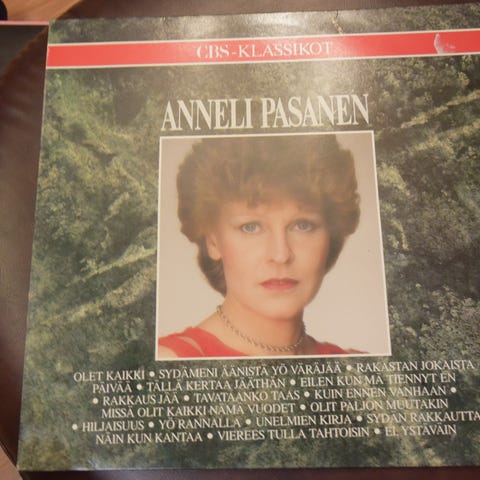 CBS-KLASSIKOT
ANNELI PASANEN
OLET KAIKKI • SYDÄMENI ÄÄNISTÄ YÖ VÄRÄJÄÄ • RAKASTAN JOKAISTA
PÄIVÄÄ • TÄLLÄ KERTAA JÄÄTHÄN • EILEN KUN MÄ TIENNYT EN
• RAKKAUS JÄÄ • TAVATAANKO TAAS • KUIN ENNEN VANHAAN •
MISSÄ OLIT KAIKKI NÄMÄ VUODET • OLIT PALJON MUUTAKIN
• HILJAISUUS • YÖ RANNALLA • UNELMIEN KIRJA • SYDÄN RAKKAUTTA
NÄIN KUN KANTAA • VIEREES TULLA TAHTOISIN • EI YSTÄVÄIN